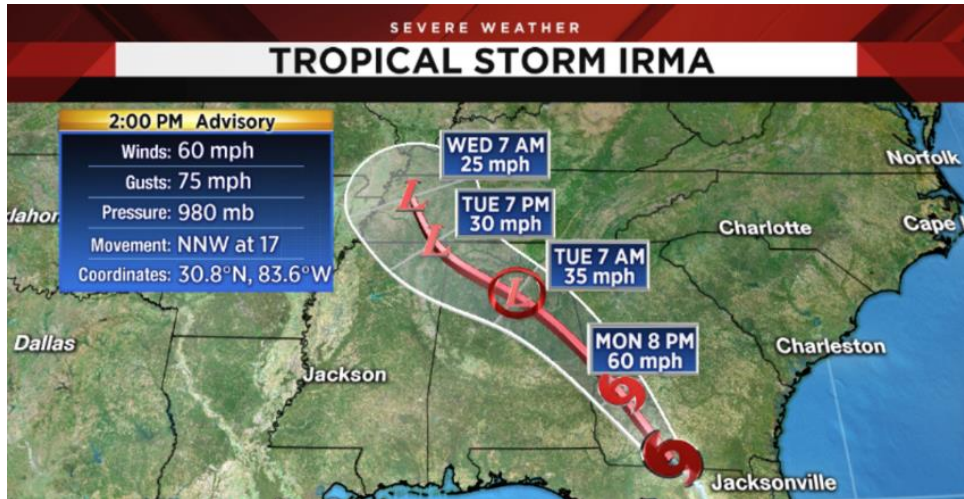 SEVERE WEATHER
TROPICAL STORM IRMA
2:00 PM Advisory
Winds: 60 mph
Gusts: 75 mph
Pressure: 980 mb
Movement: NNW at 17
Coordinates: 30.8°N, 83.6°W
WED 7 AM
25 mph
TUE 7 PM
30 mph
TUE 7 AM
35 mph
MON 8 PM
60 mph
L
L
L
Norfolk
klahon
Charlotte
Cape
Dallas
Jackson
Charleston
Jacksonville